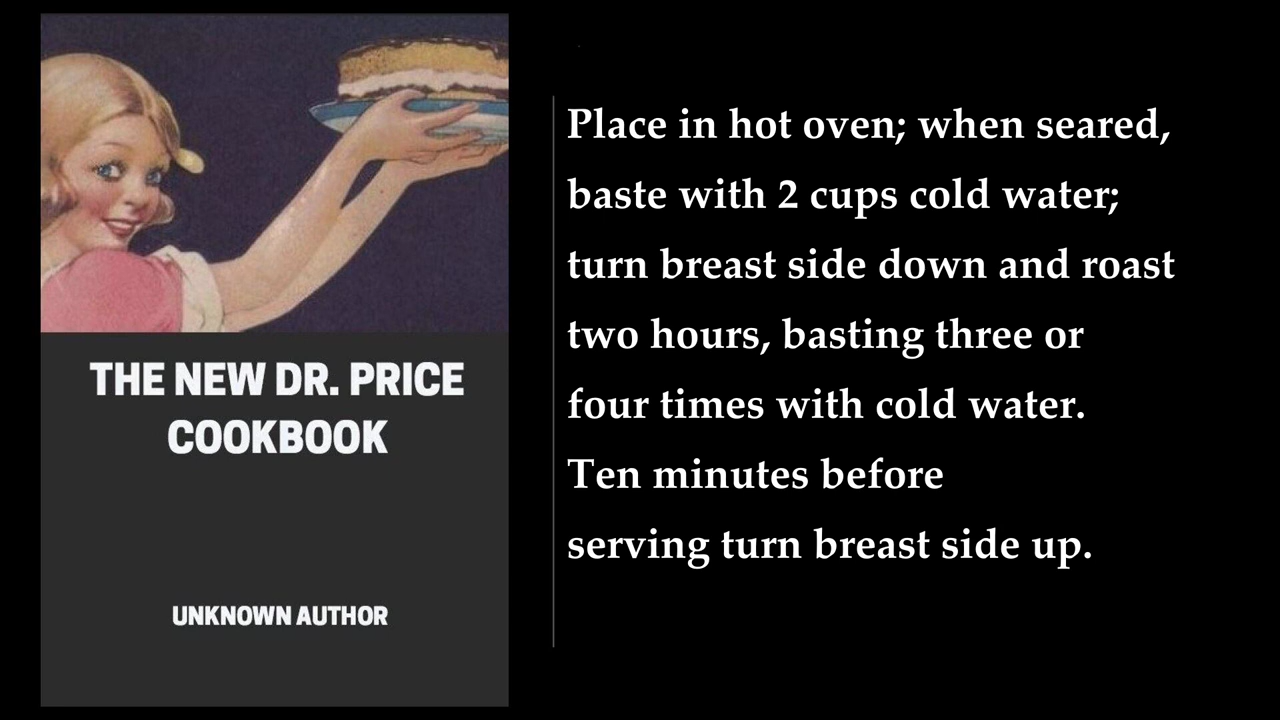 THE NEW DR. PRICE
COOKBOOK
UNKNOWN AUTHOR
Place in hot oven; when seared,
baste with 2 cups cold water;
turn breast side down and roast
two hours, basting three or
four times with cold water.
Ten minutes before
serving turn breast side up.